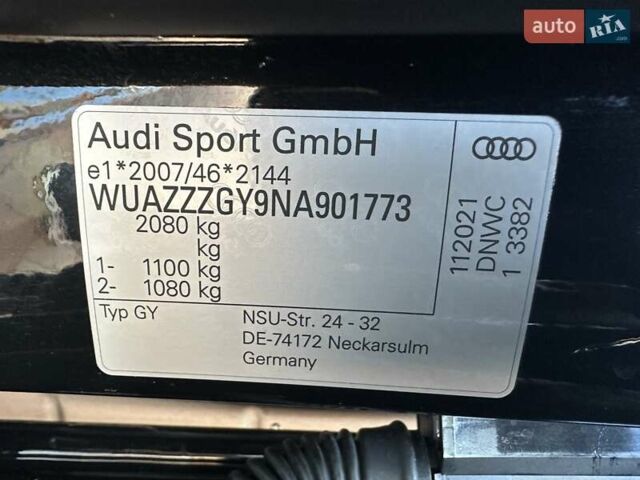 auto RIA.com
Audi Sport GmbH
e1*2007/46*2144
WUAZZZGY9NA901773
2080 kg
kg
1- 1100 kg
2- 1080 kg
Typ GY
NSU-Str. 24 - 32
DE-74172 Neckarsulm
Germany
112021
DNWC
1 3382